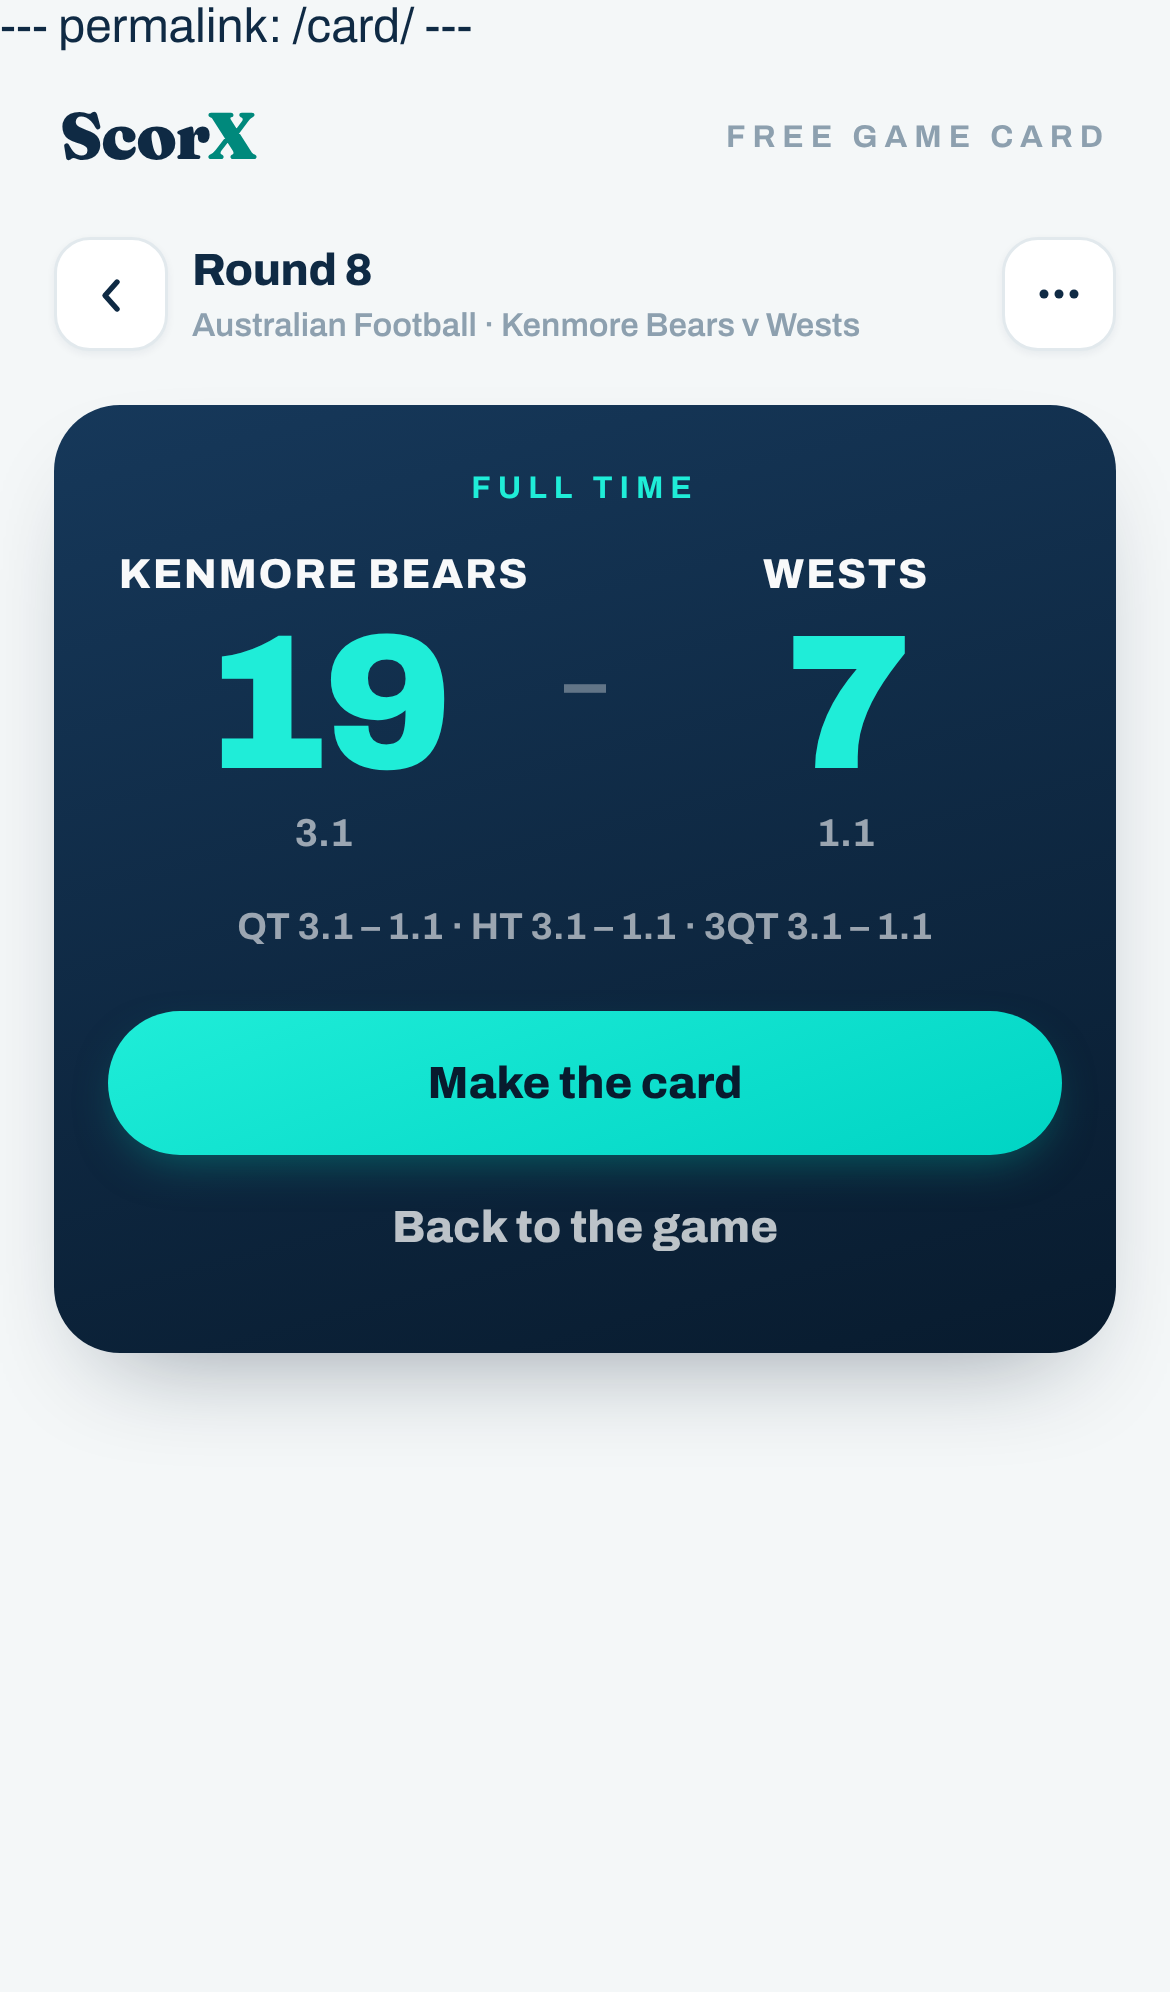 --- permalink: /card/ ---
ScorX
FREE GAME CARD
Round 8
Australian Football · Kenmore Bears v Wests
FULL TIME
KENMORE BEARS
WESTS
19 – 7
3.1
1.1
QT 3.1 – 1.1 · HT 3.1 – 1.1 · 3QT 3.1 – 1.1
Make the card
Back to the game